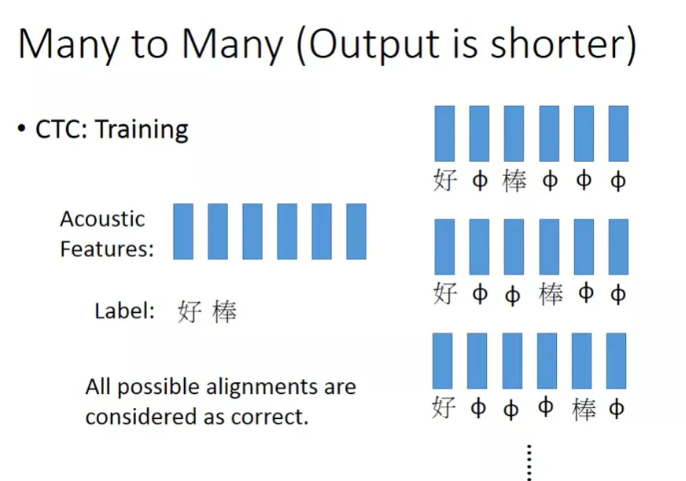 Many to Many (Output is shorter)
• CTC: Training
Acoustic
Features:
Label: 好 棒
All possible alignments are
considered as correct.
好 ϕ 棒 ϕ ϕ ϕ
好 ϕ ϕ 棒 ϕ ϕ
好 ϕ ϕ ϕ 棒 ϕ